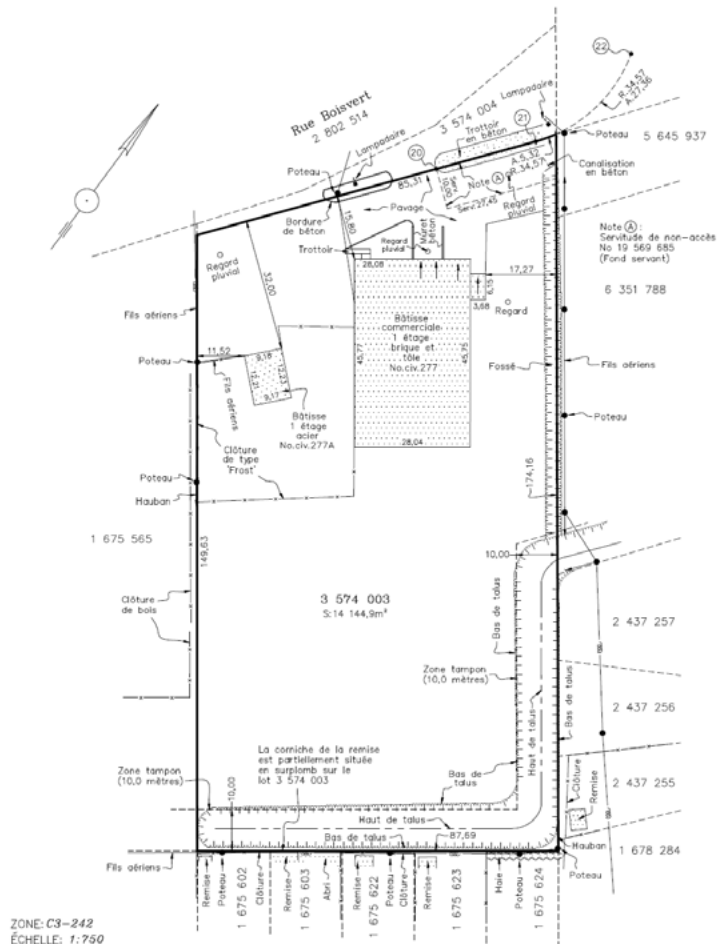 22
R.34,57
A.27,36
Rue Boisvert
2 802 514
3 574 004
Lampadaire
21
Poteau
5 645 937
Trottoir
en béton
Lampadaire
20
A.5,32
R.34,57
Canalisation
en béton
Poteau
85,31
Serv.
10,00
Note A
Serv.27,45
Pavage
Regard
pluvial
Bordure
de béton
15,80
Note A:
Servitude de non-accès
No 19 569 685
(Fond servant)
Trottoir
Regard
pluvial
Muret
béton
Regard
pluvial
32,00
28,08
17,27
6,15
3,68
Regard
6 351 788
Fils aériens
Bâtisse
commerciale
1 étage
brique et
tôle
No.civ.277
45,77
45,75
28,04
Fossé
Fils aériens
Poteau
11,52
9,18
12,21
12,23
9,17
Fils
aériens
Bâtisse
1 étage
acier
No.civ.277A
Poteau
Clôture
de type
'Frost'
Poteau
Hauban
174,16
1 675 565
149,63
10,00
Clôture
de bois
3 574 003
S:14 144,9m²
Bas de talus
Zone tampon
(10,0 mètres)
Haut de talus
Bas de talus
2 437 257
2 437 256
2 437 255
Clôture
Remise
La corniche de la remise
est partiellement située
en surplomb sur le
lot 3 574 003
Zone tampon
(10,0 mètres)
10,00
Bas de
talus
Haut de talus
Bas de talus
87,69
Hauban
1 678 284
Poteau
Fils aériens
Remise
Poteau
1 675 602
Clôture
Remise
1 675 603
Abri
Remise
1 675 622
Poteau
Clôture
Remise
1 675 623
Haie
Poteau
1 675 624
ZONE: C3-242
ÉCHELLE: 1:750